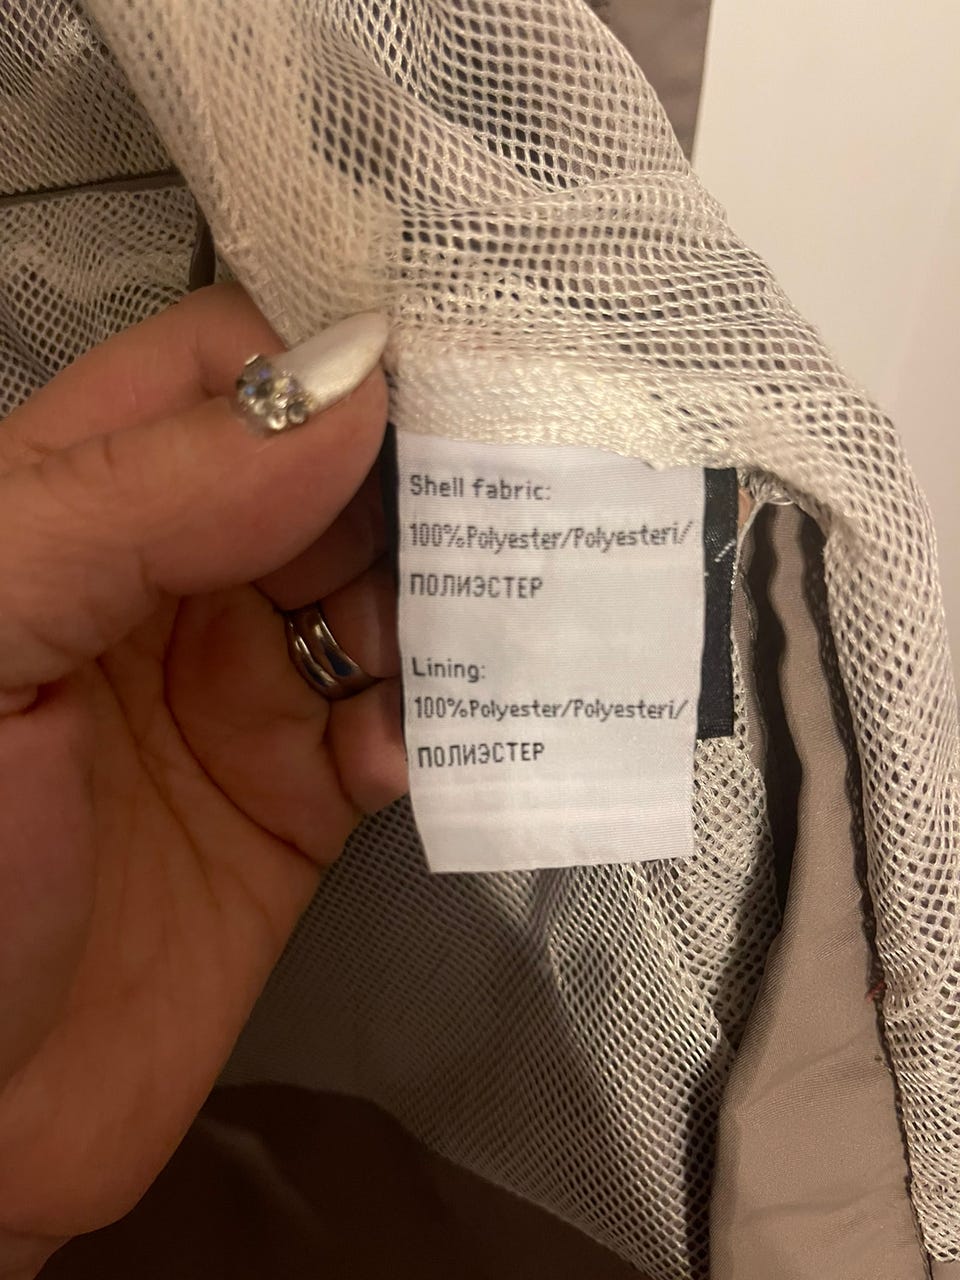 Shell fabric:
100%Polyester/Polyesteri/
ПОЛИЭСТЕР
Lining:
100%Polyester/Polyesteri/
ПОЛИЭСТЕР